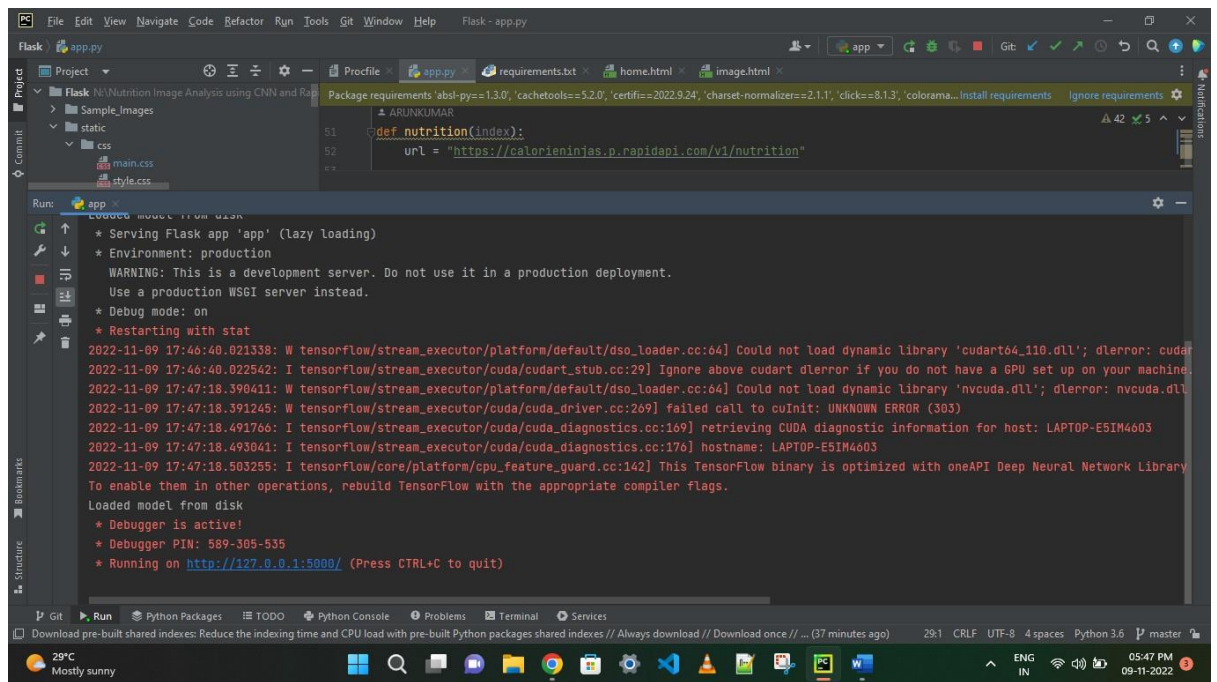 PC File Edit View Navigate Code Refactor Run Tools Git Window Help Flask - app.py
Flask app.py app Git:
Project Procfile app.py requirements.txt home.html image.html
Flask N:\Nutrition Image Analysis using CNN and Rap
Package requirements 'absl-py==1.3.0', 'cachetools==5.2.0', 'certifi==2022.9.24', 'charset-normalizer==2.1.1', 'click==8.1.3', 'colorama... Install requirements Ignore requirements
Sample_Images
static
css
main.css
style.css
ARUNKUMAR
42 5
51 def nutrition(index):
52 url = "https://calorieninjas.p.rapidapi.com/v1/nutrition"
53
Project
Commit
Bookmarks
Structure
Notifications
Run: app
Loaded model from disk
* Serving Flask app 'app' (lazy loading)
* Environment: production
WARNING: This is a development server. Do not use it in a production deployment.
Use a production WSGI server instead.
* Debug mode: on
* Restarting with stat
2022-11-09 17:46:40.021338: W tensorflow/stream_executor/platform/default/dso_loader.cc:64] Could not load dynamic library 'cudart64_110.dll'; dlerror: cudar
2022-11-09 17:46:40.022542: I tensorflow/stream_executor/cuda/cudart_stub.cc:29] Ignore above cudart dlerror if you do not have a GPU set up on your machine.
2022-11-09 17:47:18.390411: W tensorflow/stream_executor/platform/default/dso_loader.cc:64] Could not load dynamic library 'nvcuda.dll'; dlerror: nvcuda.dll
2022-11-09 17:47:18.391245: W tensorflow/stream_executor/cuda/cuda_driver.cc:269] failed call to cuInit: UNKNOWN ERROR (303)
2022-11-09 17:47:18.491766: I tensorflow/stream_executor/cuda/cuda_diagnostics.cc:169] retrieving CUDA diagnostic information for host: LAPTOP-E5IM46O3
2022-11-09 17:47:18.493041: I tensorflow/stream_executor/cuda/cuda_diagnostics.cc:176] hostname: LAPTOP-E5IM46O3
2022-11-09 17:47:18.503255: I tensorflow/core/platform/cpu_feature_guard.cc:142] This TensorFlow binary is optimized with oneAPI Deep Neural Network Library
To enable them in other operations, rebuild TensorFlow with the appropriate compiler flags.
Loaded model from disk
* Debugger is active!
* Debugger PIN: 589-305-535
* Running on http://127.0.0.1:5000/ (Press CTRL+C to quit)
Git Run Python Packages TODO Python Console Problems Terminal Services
Download pre-built shared indexes: Reduce the indexing time and CPU load with pre-built Python packages shared indexes // Always download // Download once // ... (37 minutes ago) 29:1 CRLF UTF-8 4 spaces Python 3.6 master
29°C
Mostly sunny
ENG
IN
05:47 PM
09-11-2022
3